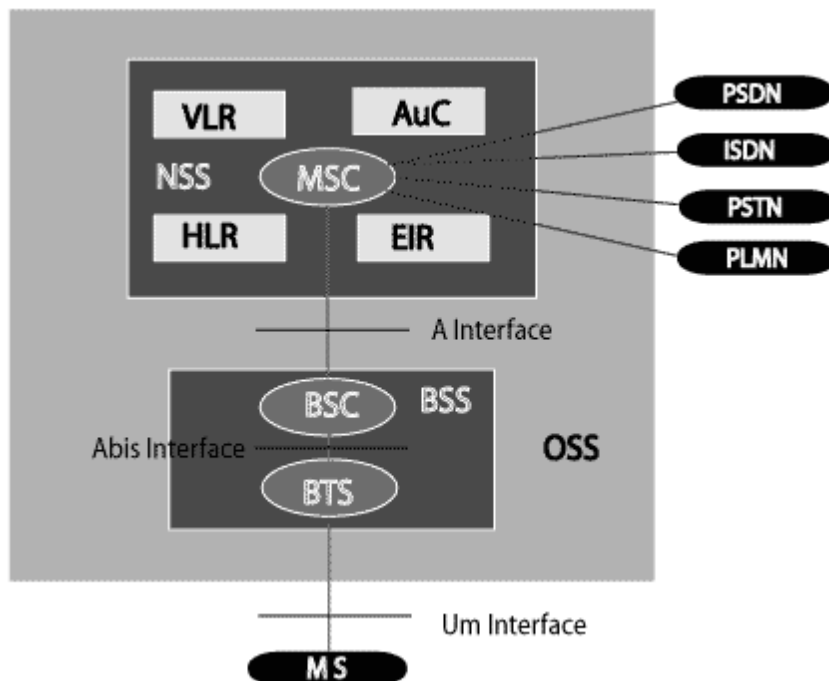 PSDN
VLR
AuC
ISDN
NSS
MSC
PSTN
HLR
EIR
PLMN
A Interface
BSC
BSS
Abis Interface
OSS
BTS
Um Interface
MS